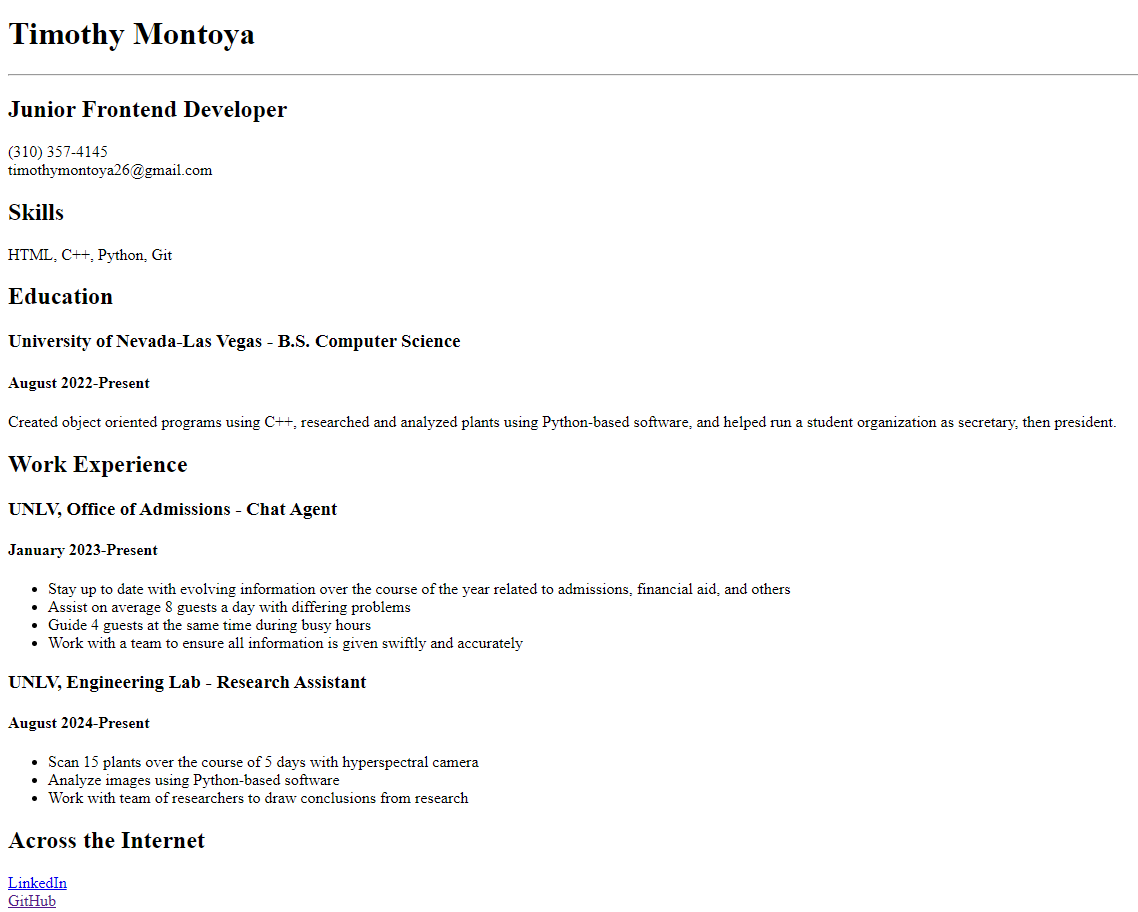 Timothy Montoya
Junior Frontend Developer
(310) 357-4145
timothymontoya26@gmail.com
Skills
HTML, C++, Python, Git
Education
University of Nevada-Las Vegas - B.S. Computer Science
August 2022-Present
Created object oriented programs using C++, researched and analyzed plants using Python-based software, and helped run a student organization as secretary, then president.
Work Experience
UNLV, Office of Admissions - Chat Agent
January 2023-Present
• Stay up to date with evolving information over the course of the year related to admissions, financial aid, and others
• Assist on average 8 guests a day with differing problems
• Guide 4 guests at the same time during busy hours
• Work with a team to ensure all information is given swiftly and accurately
UNLV, Engineering Lab - Research Assistant
August 2024-Present
• Scan 15 plants over the course of 5 days with hyperspectral camera
• Analyze images using Python-based software
• Work with team of researchers to draw conclusions from research
Across the Internet
LinkedIn
GitHub